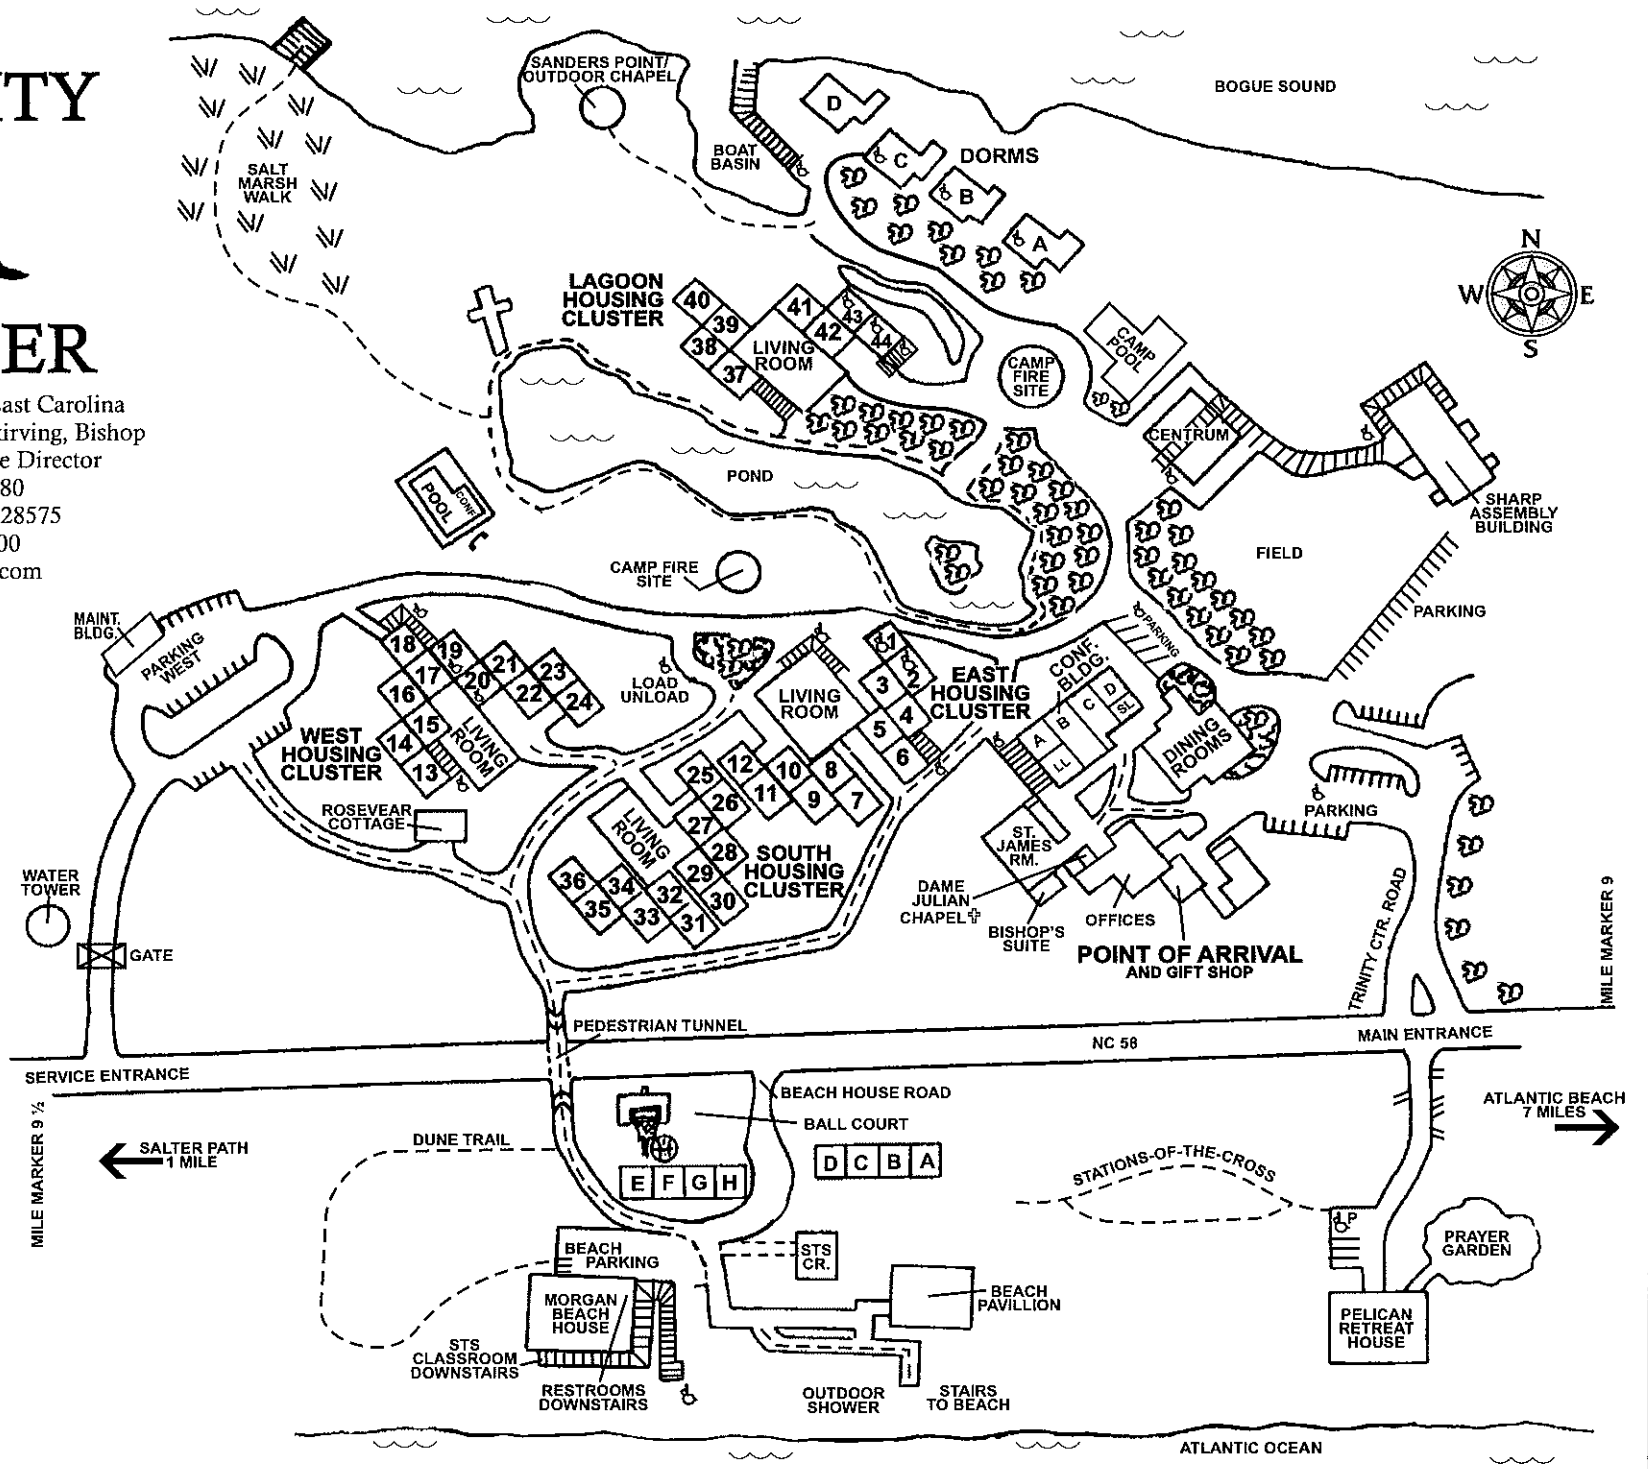 ITY
ER
ast Carolina
irving, Bishop
e Director
80
28575
00
com
SANDERS POINT/
OUTDOOR CHAPEL
BOGUE SOUND
BOAT
BASIN
D
C
B
A
DORMS
SALT
MARSH
WALK
N
W E
S
LAGOON
HOUSING
CLUSTER
40
39
38
37
41
42
43
44
LIVING
ROOM
CAMP
FIRE
SITE
CAMP
POOL
CENTRUM
SHARP
ASSEMBLY
BUILDING
POND
POOL
CONF.
FIELD
PARKING
CAMP FIRE
SITE
MAINT.
BLDG.
PARKING
WEST
18
19
17
20
21
22
23
24
16
15
14
13
LIVING
ROOM
WEST
HOUSING
CLUSTER
LOAD
UNLOAD
LIVING
ROOM
1
2
3
4
5
6
EAST
HOUSING
CLUSTER
CONF.
BLDG.
A
B
C
D
SL
LL
PARKING
DINING
ROOMS
PARKING
ROSEVEAR
COTTAGE
25
26
27
28
29
30
12
11
10
9
8
7
LIVING
ROOM
36
35
34
33
32
31
SOUTH
HOUSING
CLUSTER
ST.
JAMES
RM.
DAME
JULIAN
CHAPEL
BISHOP'S
SUITE
OFFICES
POINT OF ARRIVAL
AND GIFT SHOP
TRINITY CTR. ROAD
MILE MARKER 9
WATER
TOWER
GATE
PEDESTRIAN TUNNEL
NC 58
MAIN ENTRANCE
SERVICE ENTRANCE
MILE MARKER 9 ½
SALTER PATH
1 MILE
DUNE TRAIL
BEACH HOUSE ROAD
BALL COURT
D C B A
E F G H
STATIONS-OF-THE-CROSS
ATLANTIC BEACH
7 MILES
BEACH
PARKING
STS
CR.
MORGAN
BEACH
HOUSE
BEACH
PAVILLION
P
PRAYER
GARDEN
PELICAN
RETREAT
HOUSE
STS
CLASSROOM
DOWNSTAIRS
RESTROOMS
DOWNSTAIRS
OUTDOOR
SHOWER
STAIRS
TO BEACH
ATLANTIC OCEAN